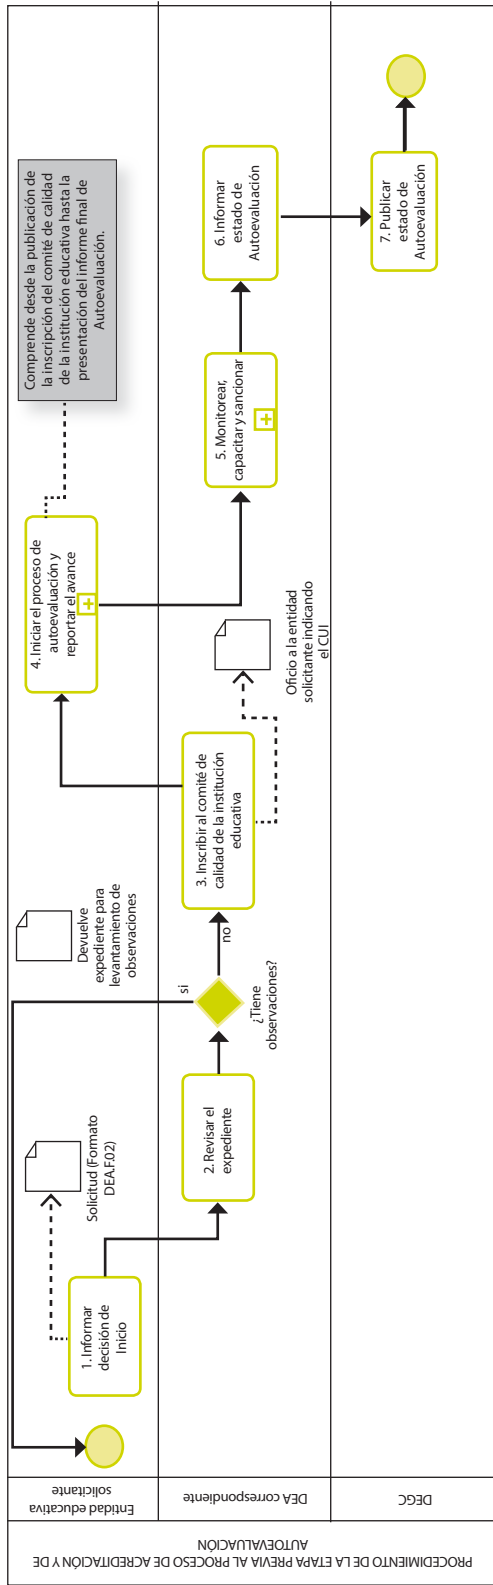 PROCEDIMIENTO DE LA ETAPA PREVIA AL PROCESO DE ACREDITACIÓN Y DE
AUTOEVALUACIÓN
Entidad educativa
solicitante
DEA correspondiente
DEGC
1. Informar
decisión de
Inicio
Solicitud (Formato
DEA.F.02)
2. Revisar el
expediente
¿Tiene
observaciones?
si
no
Devuelve
expediente para
levantamiento de
observaciones
3. Inscribir al comité de
calidad de la institución
educativa
Oficio a la entidad
solicitante indicando
el CUI
4. Iniciar el proceso de
autoevaluación y
reportar el avance
Comprende desde la publicación de
la inscripción del comité de calidad
de la institución educativa hasta la
presentación del informe final de
Autoevaluación.
5. Monitorear,
capacitar y sancionar
6. Informar
estado de
Autoevaluación
7. Publicar
estado de
Autoevaluación